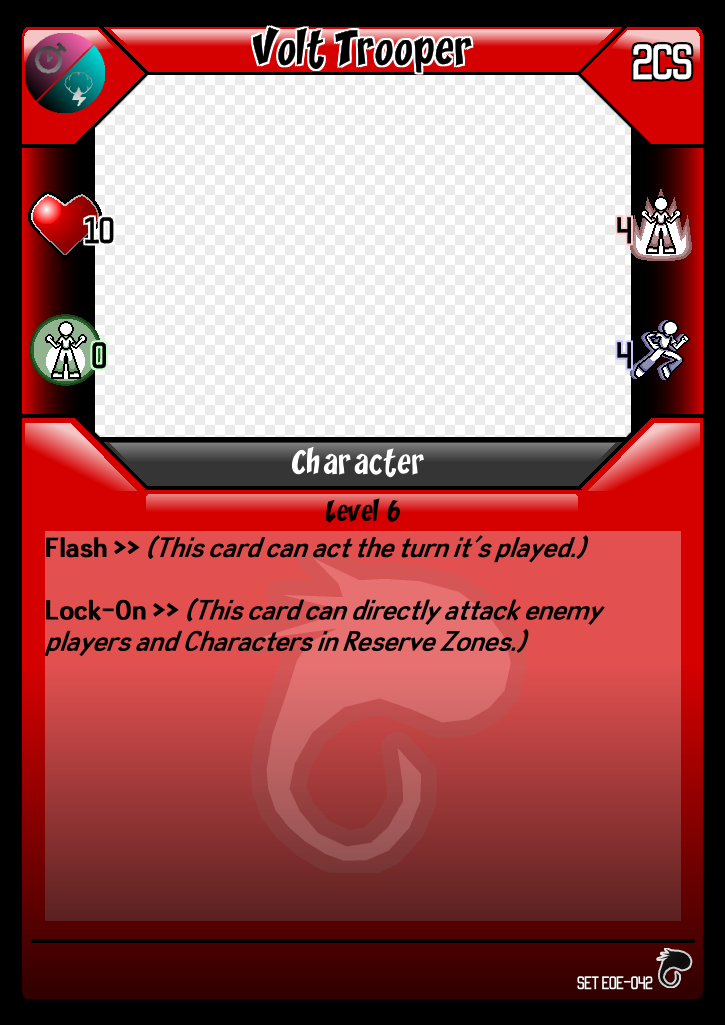 Volt Trooper
2CS
10
4
0
4
Character
Level 6
Flash >> (This card can act the turn it's played.)
Lock-On >> (This card can directly attack enemy
players and Characters in Reserve Zones.)
SET EOE-042